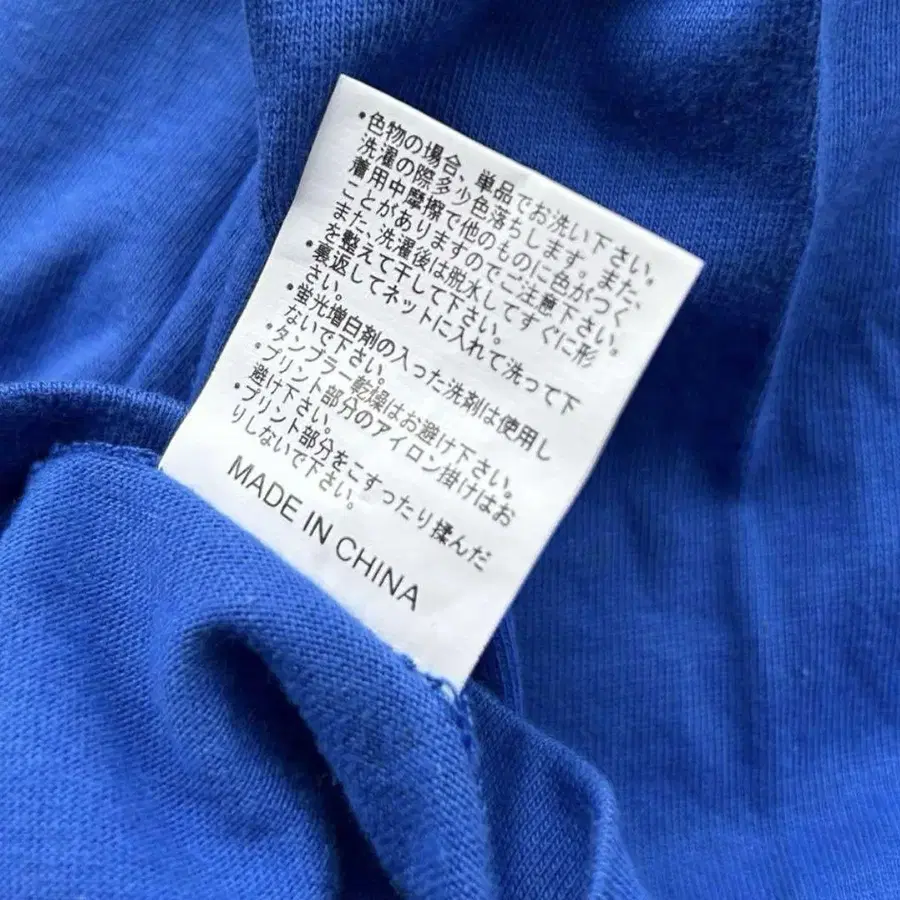 ・色物の場合、単品でお洗い下さい。
洗濯の際多少色落ちします。また、
着用中摩擦で他のものに色がつく
ことがありますのでご注意下さい。
また、洗濯後は脱水してすぐに形
を整えて干して下さい。
・裏返してネットに入れて洗って下
さい。
・蛍光増白剤の入った洗剤は使用し
ないで下さい。
・タンブラー乾燥はお避け下さい。
・プリント部分のアイロン掛けはお
避け下さい。
・プリント部分をこすったり揉んだ
りしないで下さい。
MADE IN CHINA